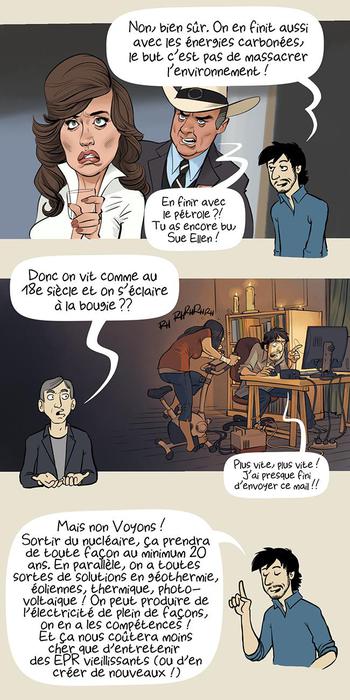 Non, bien sûr. On en finit aussi
avec les énergies carbonées,
le but c'est pas de massacrer
l'environnement !
En finir avec
le pétrole ?!
Tu as encore bu,
Sue Ellen !
Donc on vit comme au
18e siècle et on s'éclaire
à la bougie ??
RH RHRHRHRH
Plus vite, plus vite !
J'ai presque fini
d'envoyer ce mail !!
Mais non Voyons !
Sortir du nucléaire, ça prendra
de toute façon au minimum 20
ans. En parallèle, on a toutes
sortes de solutions en géothermie,
éoliennes, thermique, photo-
voltaïque ! On peut produire de
l'électricité de plein de façons,
on en a les compétences !
Et ça nous coûtera moins
cher que d'entretenir
des EPR vieillissants (ou d'en
créer de nouveaux !)